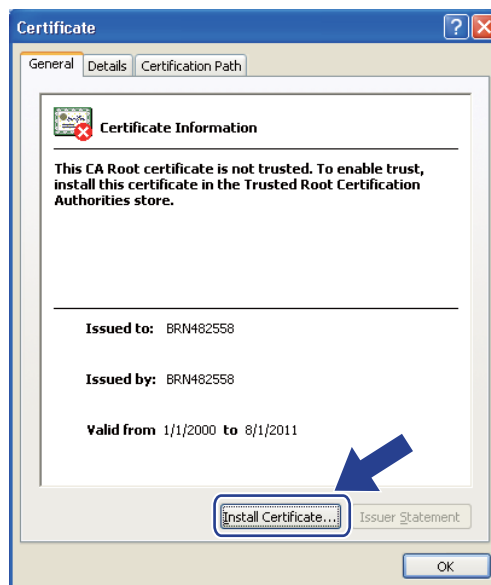 Certificate
General Details Certification Path
Certificate Information
This CA Root certificate is not trusted. To enable trust,
install this certificate in the Trusted Root Certification
Authorities store.
Issued to: BRN482558
Issued by: BRN482558
Valid from 1/1/2000 to 8/1/2011
Install Certificate... Issuer Statement
OK